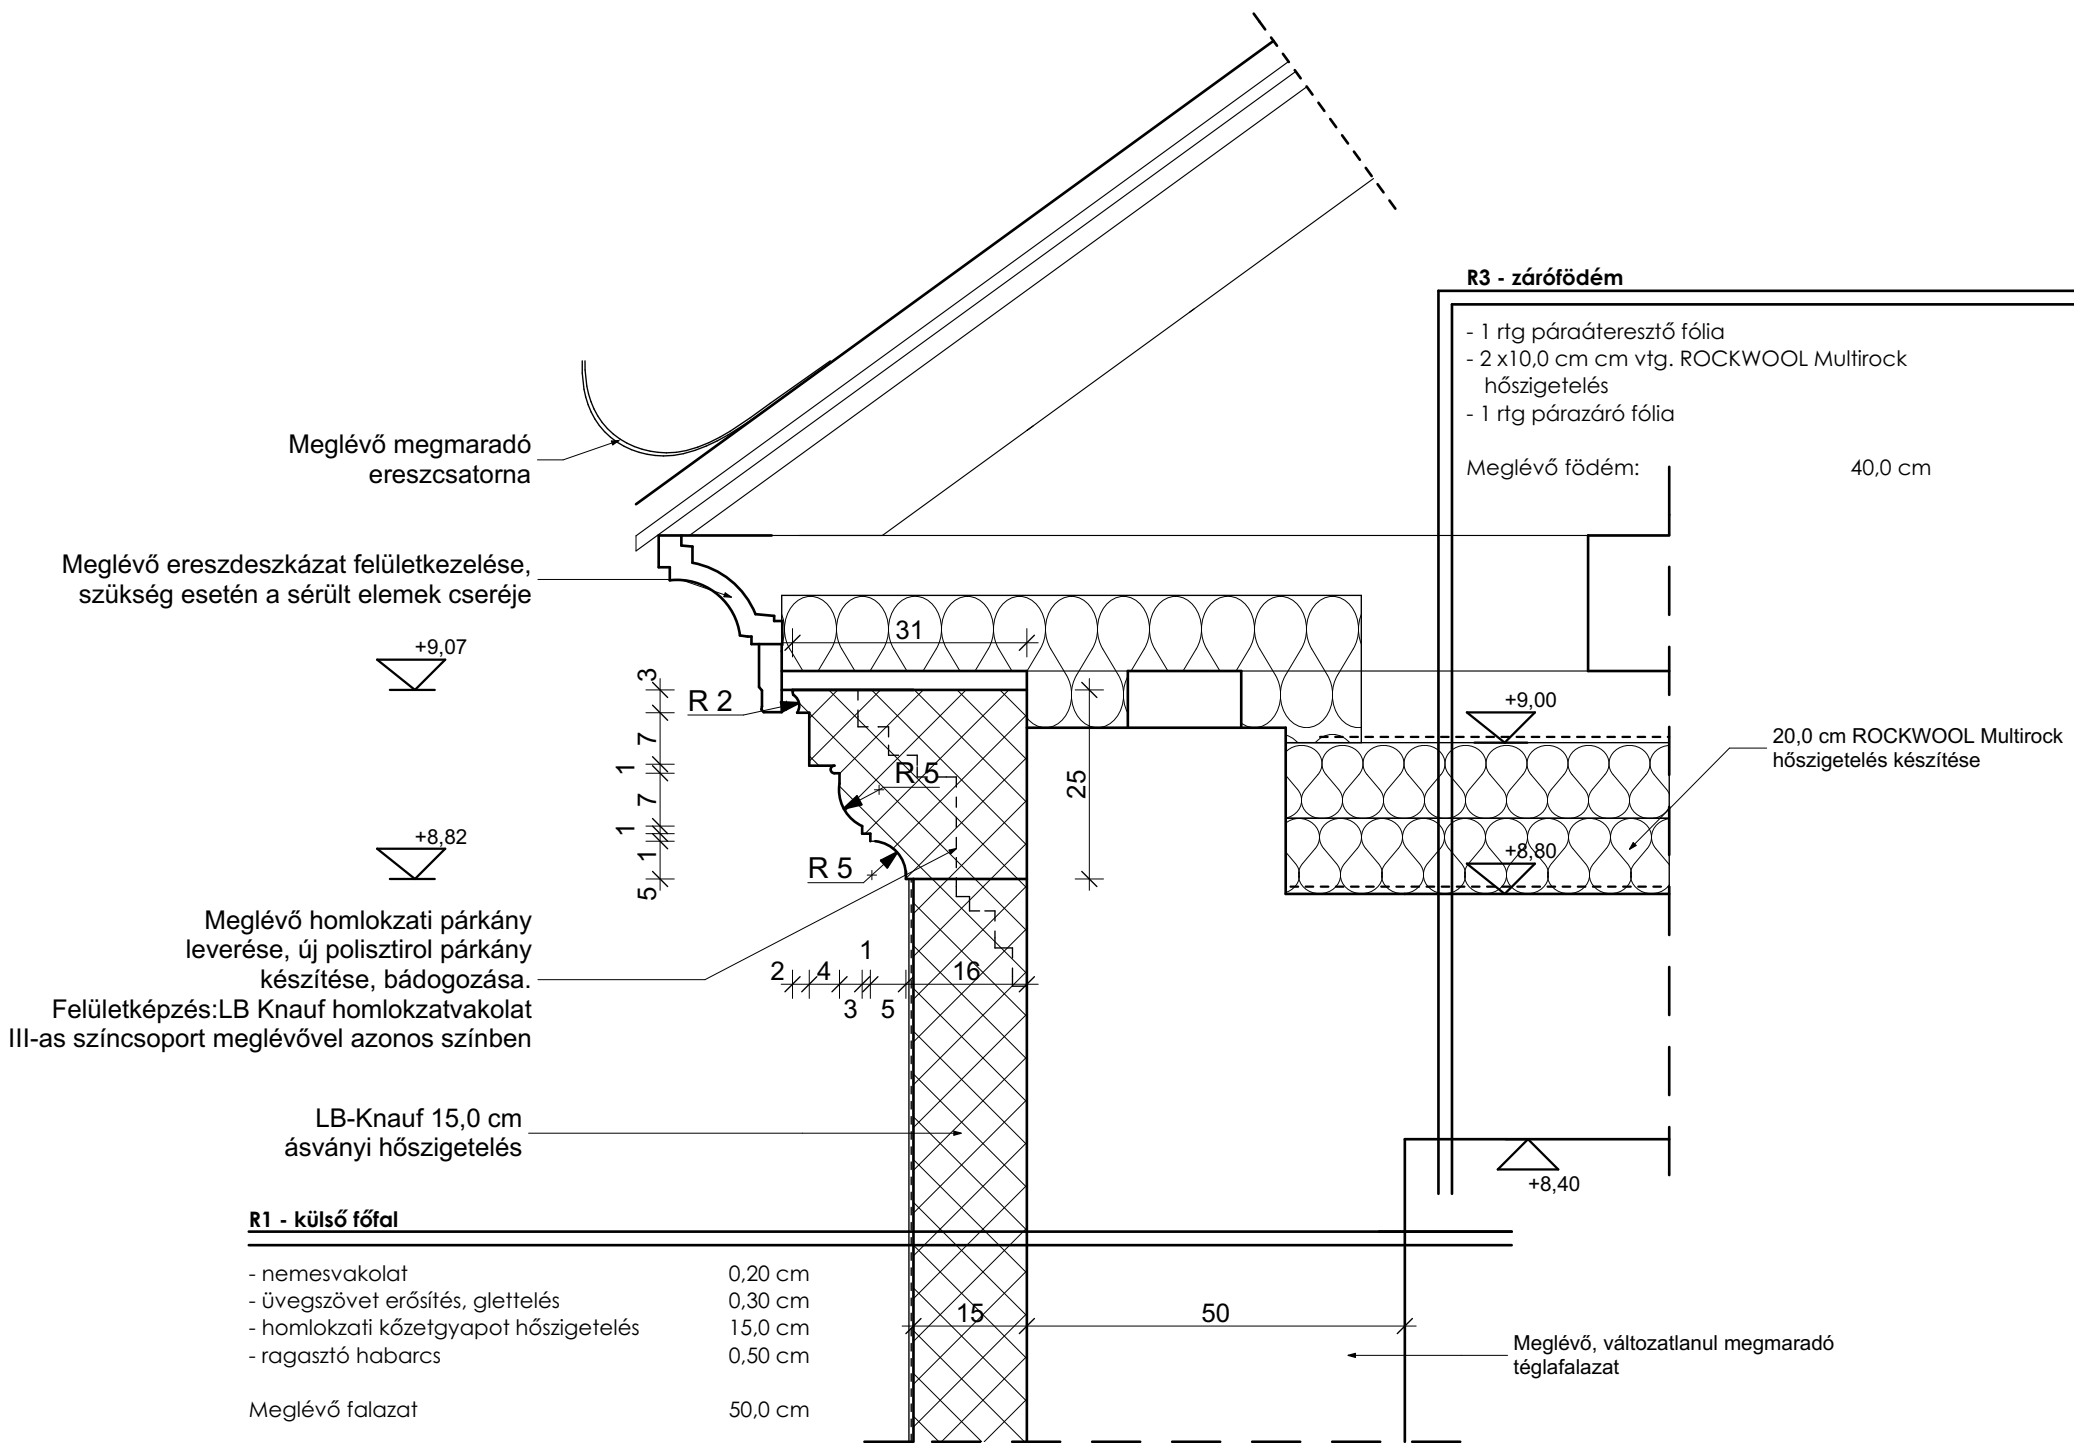 R3 - zárófödém
- 1 rtg páraáteresztő fólia
- 2 x10,0 cm cm vtg. ROCKWOOL Multirock
hőszigetelés
- 1 rtg párazáró fólia
Meglévő födém: 40,0 cm
Meglévő megmaradó
ereszcsatorna
Meglévő ereszdeszkázat felületkezelése,
szükség esetén a sérült elemek cseréje
31
+9,07
3
R 2
+9,00
7
1
R 5
25
20,0 cm ROCKWOOL Multirock
hőszigetelés készítése
7
1
+8,82
1
R 5
+8,80
5
Meglévő homlokzati párkány
leverése, új polisztirol párkány
készítése, bádogozása.
Felületképzés:LB Knauf homlokzatvakolat
III-as színcsoport meglévővel azonos színben
1
2 4 16
3 5
LB-Knauf 15,0 cm
ásványi hőszigetelés
+8,40
R1 - külső főfal
- nemesvakolat 0,20 cm
- üvegszövet erősítés, glettelés 0,30 cm
- homlokzati kőzetgyapot hőszigetelés 15,0 cm
- ragasztó habarcs 0,50 cm
Meglévő falazat 50,0 cm
15 50
Meglévő, változatlanul megmaradó
téglafalazat